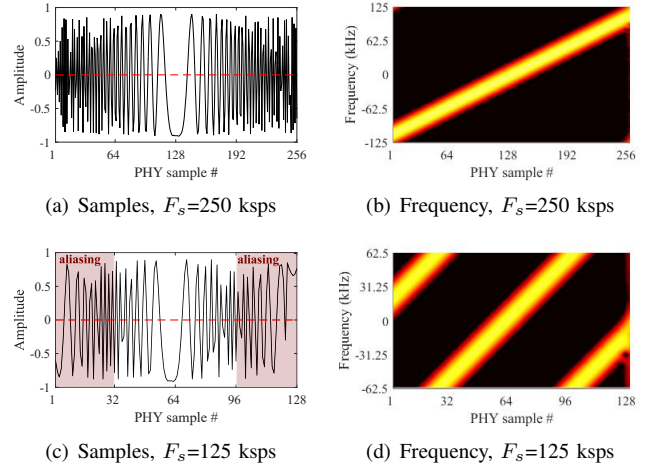 Amplitude
1
0.5
0
-0.5
-1
1 64 128 192 256
PHY sample #
(a) Samples, Fs=250 ksps
Frequency (kHz)
125
62.5
0
-62.5
-125
1 64 128 192 256
PHY sample #
(b) Frequency, Fs=250 ksps
Amplitude
1
0.5
0
-0.5
-1
aliasing aliasing
1 32 64 96 128
PHY sample #
(c) Samples, Fs=125 ksps
Frequency (kHz)
62.5
31.25
0
-31.25
-62.5
1 32 64 96 128
PHY sample #
(d) Frequency, Fs=125 ksps